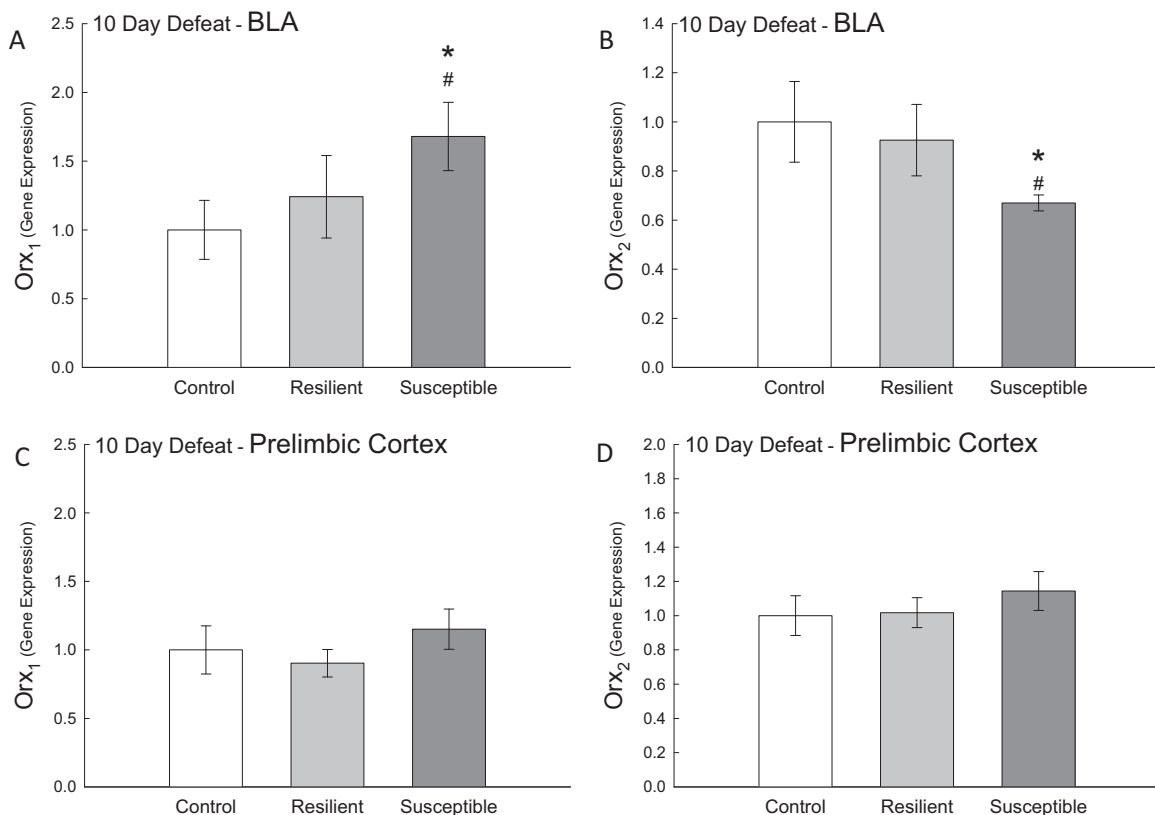 A
10 Day Defeat - BLA
Orx1 (Gene Expression)
2.5
2.0
1.5
1.0
0.5
0.0
*
#
Control Resilient Susceptible
B
10 Day Defeat - BLA
Orx2 (Gene Expression)
1.4
1.2
1.0
0.8
0.6
0.4
0.2
0.0
*
#
Control Resilient Susceptible
C
10 Day Defeat - Prelimbic Cortex
Orx1 (Gene Expression)
2.5
2.0
1.5
1.0
0.5
0.0
Control Resilient Susceptible
D
10 Day Defeat - Prelimbic Cortex
Orx2 (Gene Expression)
2.0
1.8
1.6
1.4
1.2
1.0
0.8
0.6
0.4
0.2
0.0
Control Resilient Susceptible